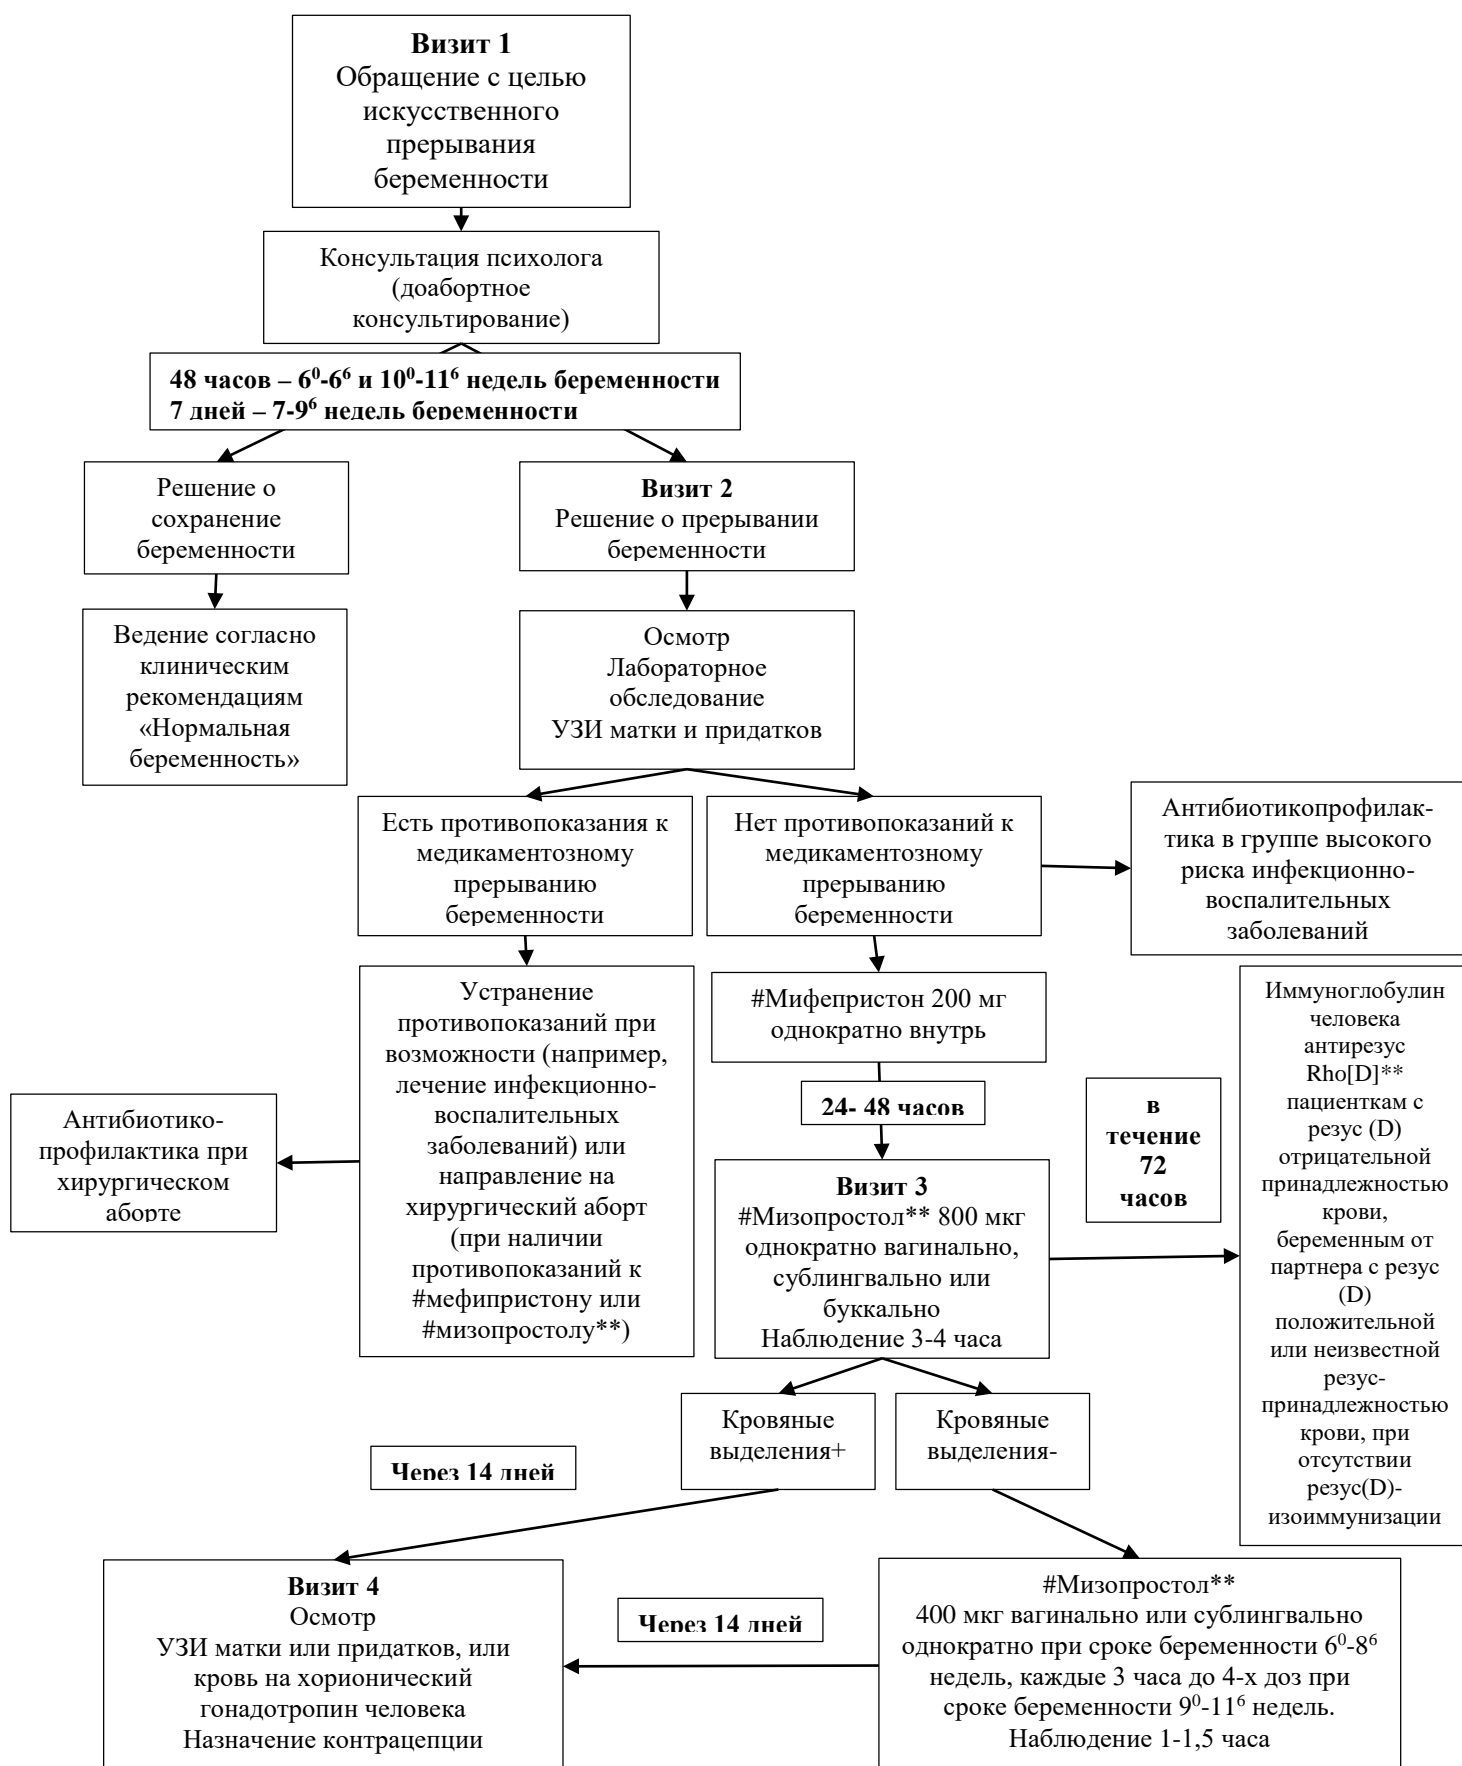 Визит 1
Обращение с целью
искусственного
прерывания
беременности
Консультация психолога
(доабортное
консультирование)
48 часов – 6⁰-6⁶ и 10⁰-11⁶ недель беременности
7 дней – 7-9⁶ недель беременности
Решение о
сохранение
беременности
Визит 2
Решение о прерывании
беременности
Ведение согласно
клиническим
рекомендациям
«Нормальная
беременность»
Осмотр
Лабораторное
обследование
УЗИ матки и придатков
Есть противопоказания к
медикаментозному
прерыванию
беременности
Нет противопоказаний к
медикаментозному
прерыванию
беременности
Антибиотикопрофилак-
тика в группе высокого
риска инфекционно-
воспалительных
заболеваний
Устранение
противопоказаний при
возможности (например,
лечение инфекционно-
воспалительных
заболеваний) или
направление на
хирургический аборт
(при наличии
противопоказаний к
#мефипристону или
#мизопростолу**)
Антибиотико-
профилактика при
хирургическом
аборте
#Мифепристон 200 мг
однократно внутрь
24- 48 часов
Визит 3
#Мизопростол** 800 мкг
однократно вагинально,
сублингвально или
буккально
Наблюдение 3-4 часа
в
течение
72
часов
Иммуноглобулин
человека
антирезус
Rho[D]**
пациенткам с
резус (D)
отрицательной
принадлежностью
крови,
беременным от
партнера с резус
(D)
положительной
или неизвестной
резус-
принадлежностью
крови, при
отсутствии
резус(D)-
изоиммунизации
Кровяные
выделения+
Кровяные
выделения-
Через 14 дней
Визит 4
Осмотр
УЗИ матки или придатков, или
кровь на хорионический
гонадотропин человека
Назначение контрацепции
Через 14 дней
#Мизопростол**
400 мкг вагинально или сублингвально
однократно при сроке беременности 6⁰-8⁶
недель, каждые 3 часа до 4-х доз при
сроке беременности 9⁰-11⁶ недель.
Наблюдение 1-1,5 часа